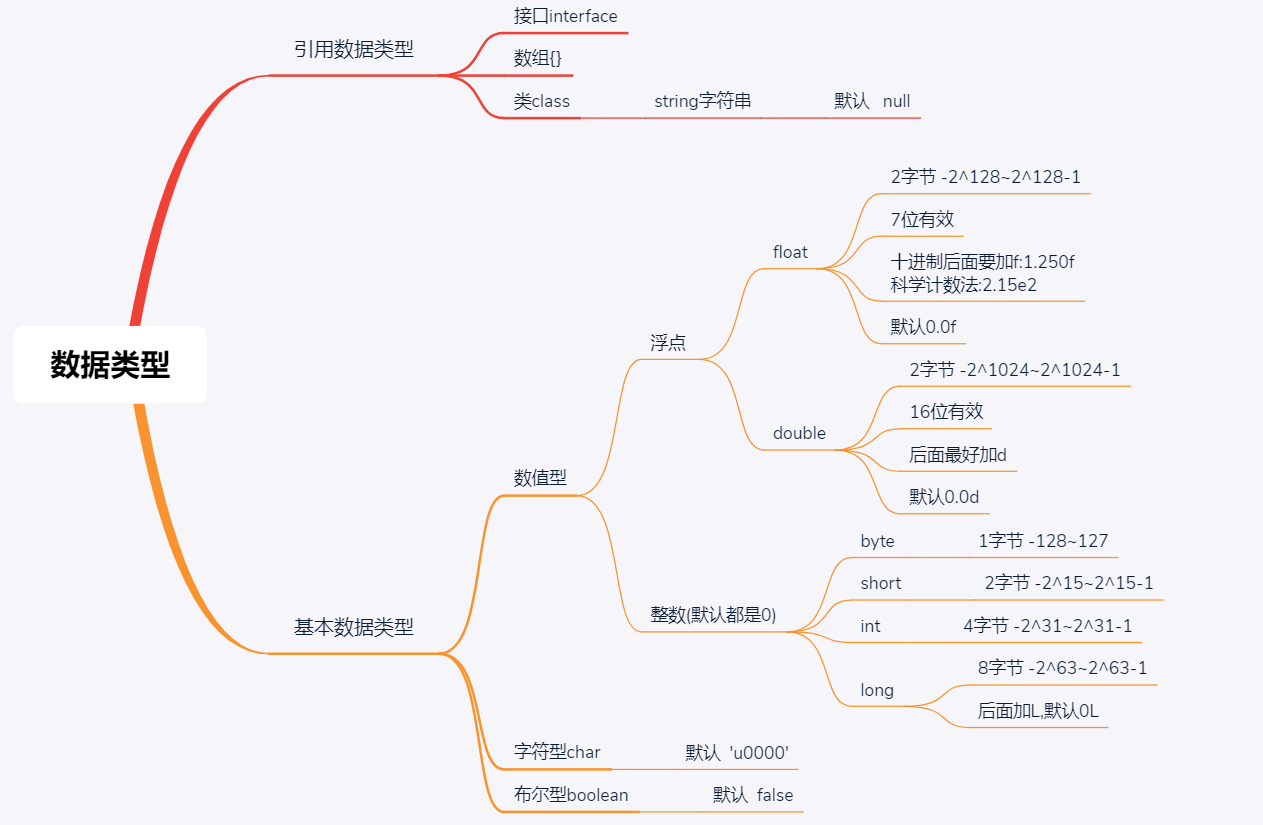 数据类型
引用数据类型
接口interface
数组{}
类class
string字符串
默认 null
基本数据类型
数值型
浮点
float
2字节 -2^128~2^128-1
7位有效
十进制后面要加f:1.250f
科学计数法:2.15e2
默认0.0f
double
2字节 -2^1024~2^1024-1
16位有效
后面最好加d
默认0.0d
整数(默认都是0)
byte
1字节 -128~127
short
2字节 -2^15~2^15-1
int
4字节 -2^31~2^31-1
long
8字节 -2^63~2^63-1
后面加L,默认0L
字符型char
默认 'u0000'
布尔型boolean
默认 false